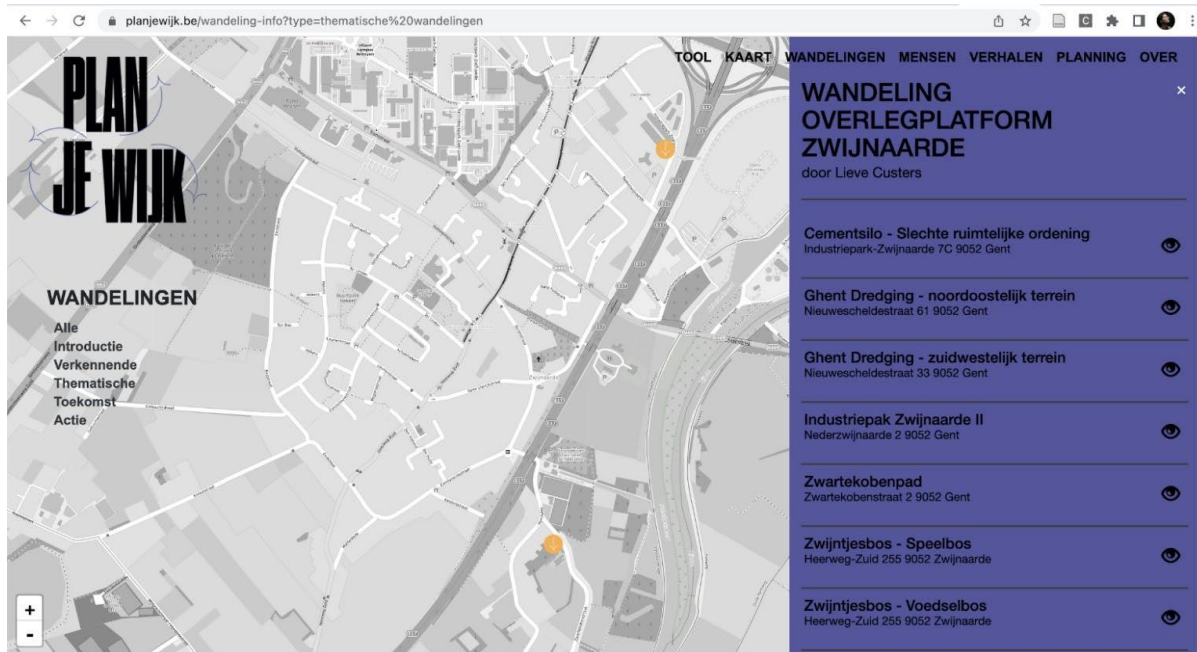 planjewijk.be/wandeling-info?type=thematische%20wandelingen
TOOL KAART WANDELINGEN MENSEN VERHALEN PLANNING OVER
PLAN
JE WIJK
WANDELINGEN
Alle
Introductie
Verkennende
Thematische
Toekomst
Actie
+
-
Zwijnaarde
WANDELING
OVERLEGPLATFORM
ZWIJNAARDE
×
door Lieve Custers
Cementsilo - Slechte ruimtelijke ordening
Industriepark-Zwijnaarde 7C 9052 Gent
Ghent Dredging - noordoostelijk terrein
Nieuwescheldestraat 61 9052 Gent
Ghent Dredging - zuidwestelijk terrein
Nieuwescheldestraat 33 9052 Gent
Industriepak Zwijnaarde II
Nederzwijnaarde 2 9052 Gent
Zwartekobenpad
Zwartekobenstraat 2 9052 Gent
Zwijntjesbos - Speelbos
Heerweg-Zuid 255 9052 Zwijnaarde
Zwijntjesbos - Voedselbos
Heerweg-Zuid 255 9052 Zwijnaarde